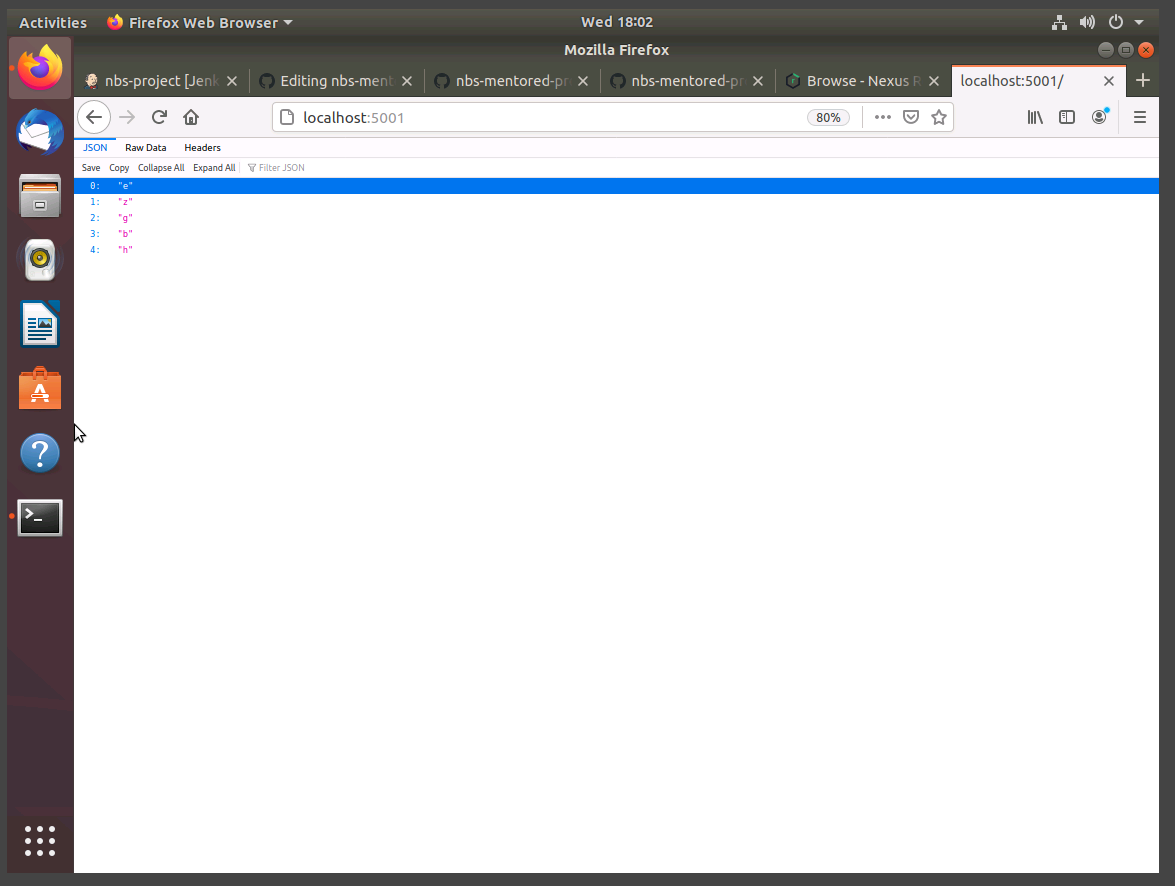 Activities Firefox Web Browser Wed 18:02
Mozilla Firefox
nbs-project [Jenk Editing nbs-ment nbs-mentored-pr nbs-mentored-pr Browse - Nexus R localhost:5001/
localhost:5001 80%
JSON Raw Data Headers
Save Copy Collapse All Expand All Filter JSON
0: "e"
1: "z"
2: "g"
3: "b"
4: "h"